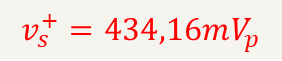 v_s^+ = 434,16mV_p